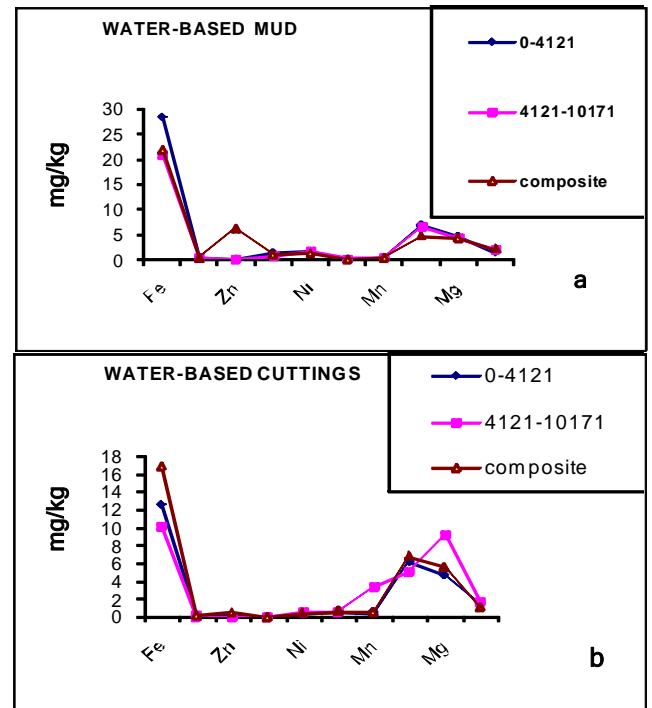 WATER-BASED MUD
0-4121
4121-10171
composite
mg/kg
30
25
20
15
10
5
0
Fe
Zn
Ni
Mn
Mg
a
WATER-BASED CUTTINGS
0-4121
4121-10171
composite
mg/kg
18
16
14
12
10
8
6
4
2
0
Fe
Zn
Ni
Mn
Mg
b